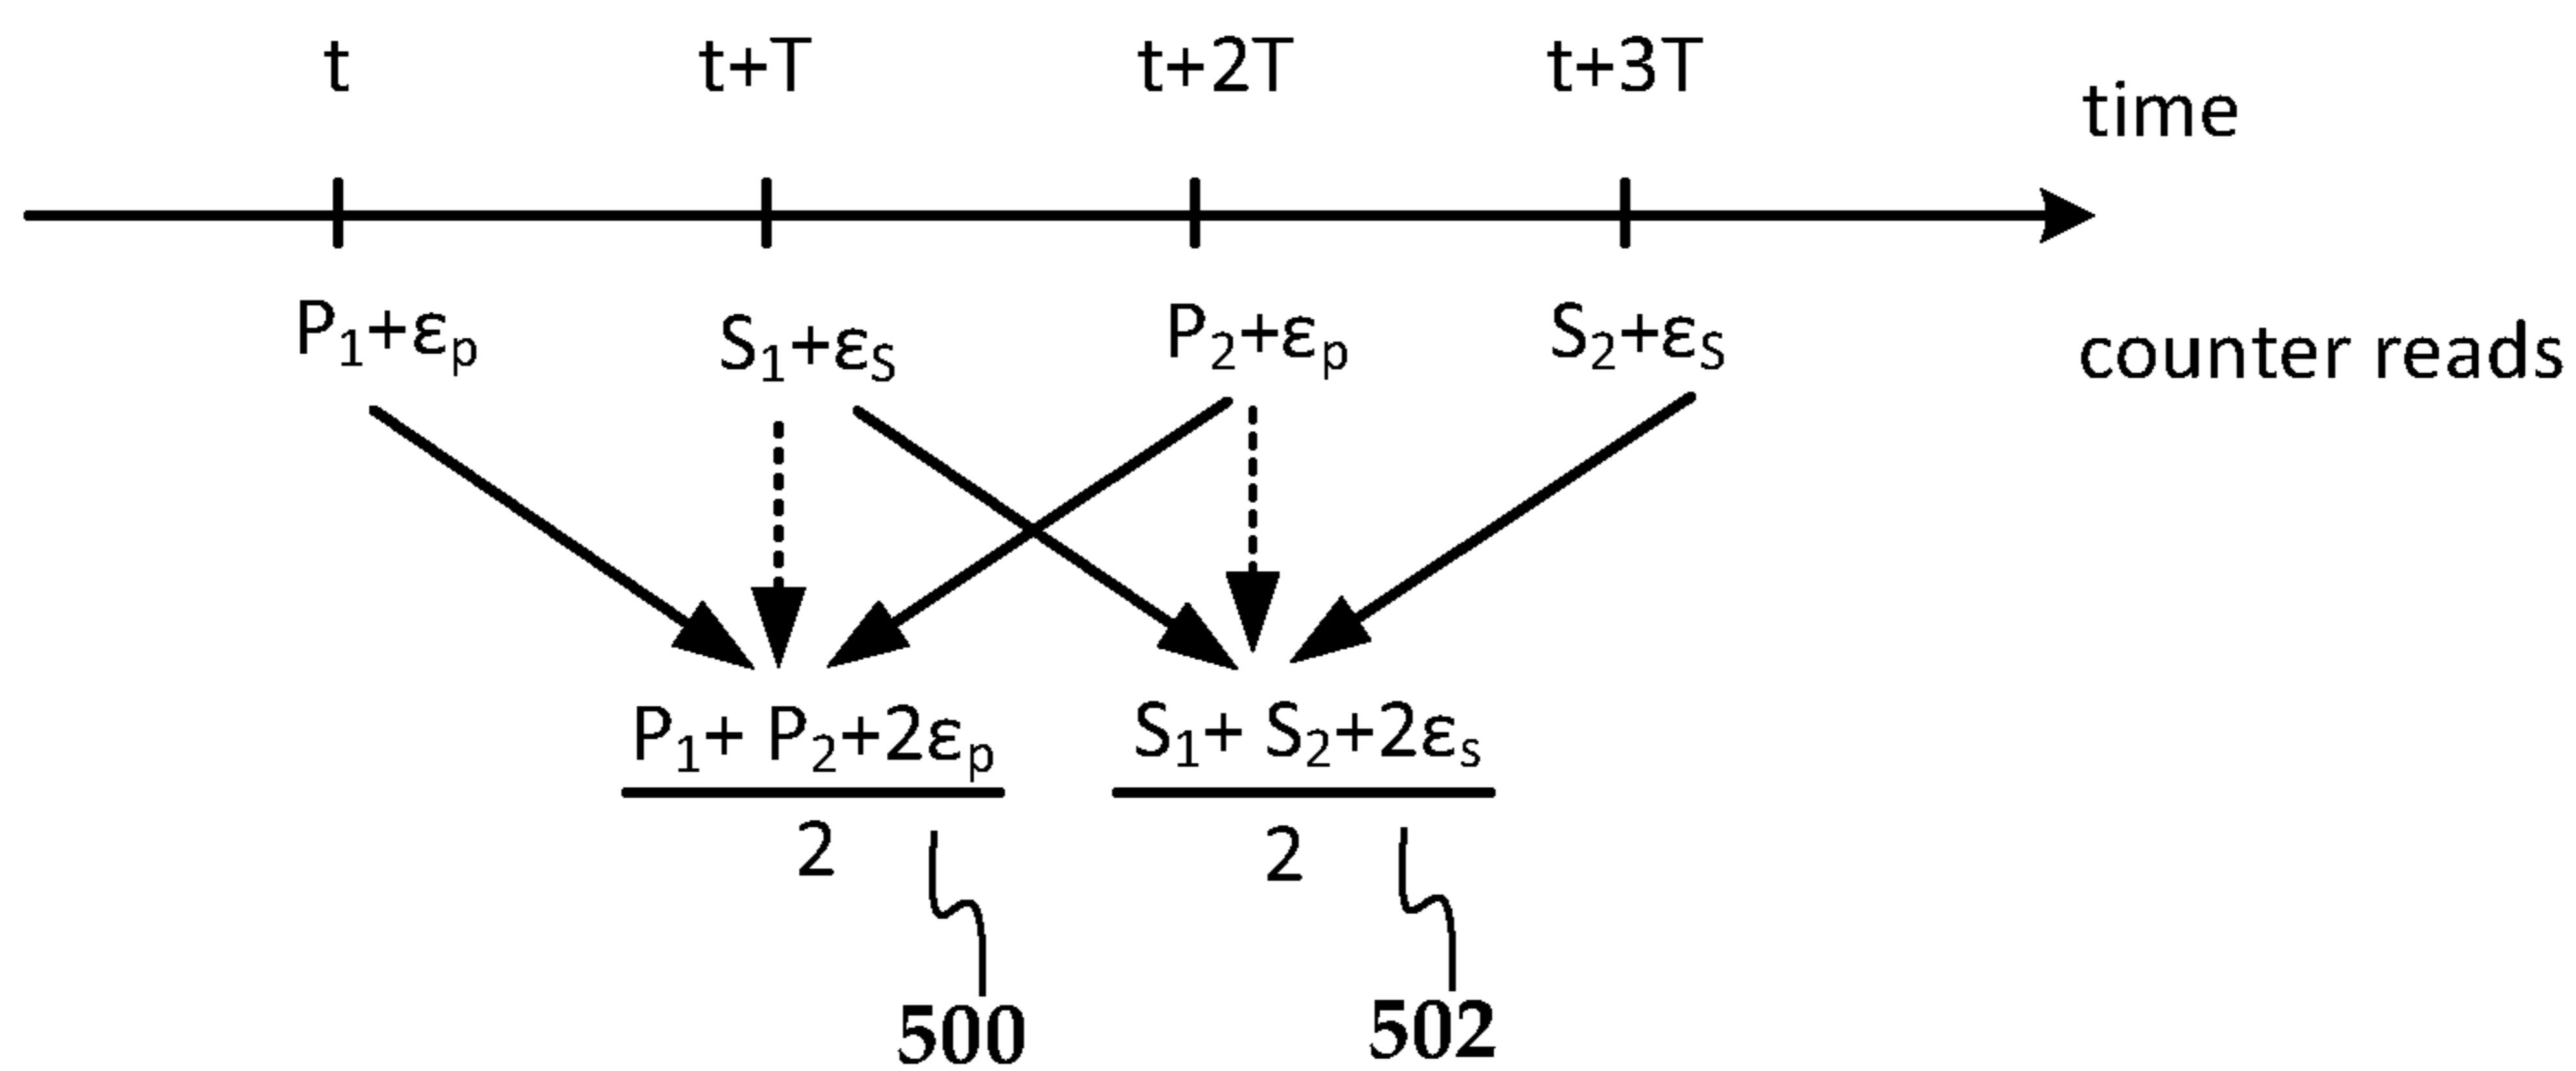 t t+T t+2T t+3T
time
P₁+εₚ S₁+εS P₂+εₚ S₂+εS
counter reads
P₁+ P₂+2εₚ S₁+ S₂+2εₛ
2 2
500 502